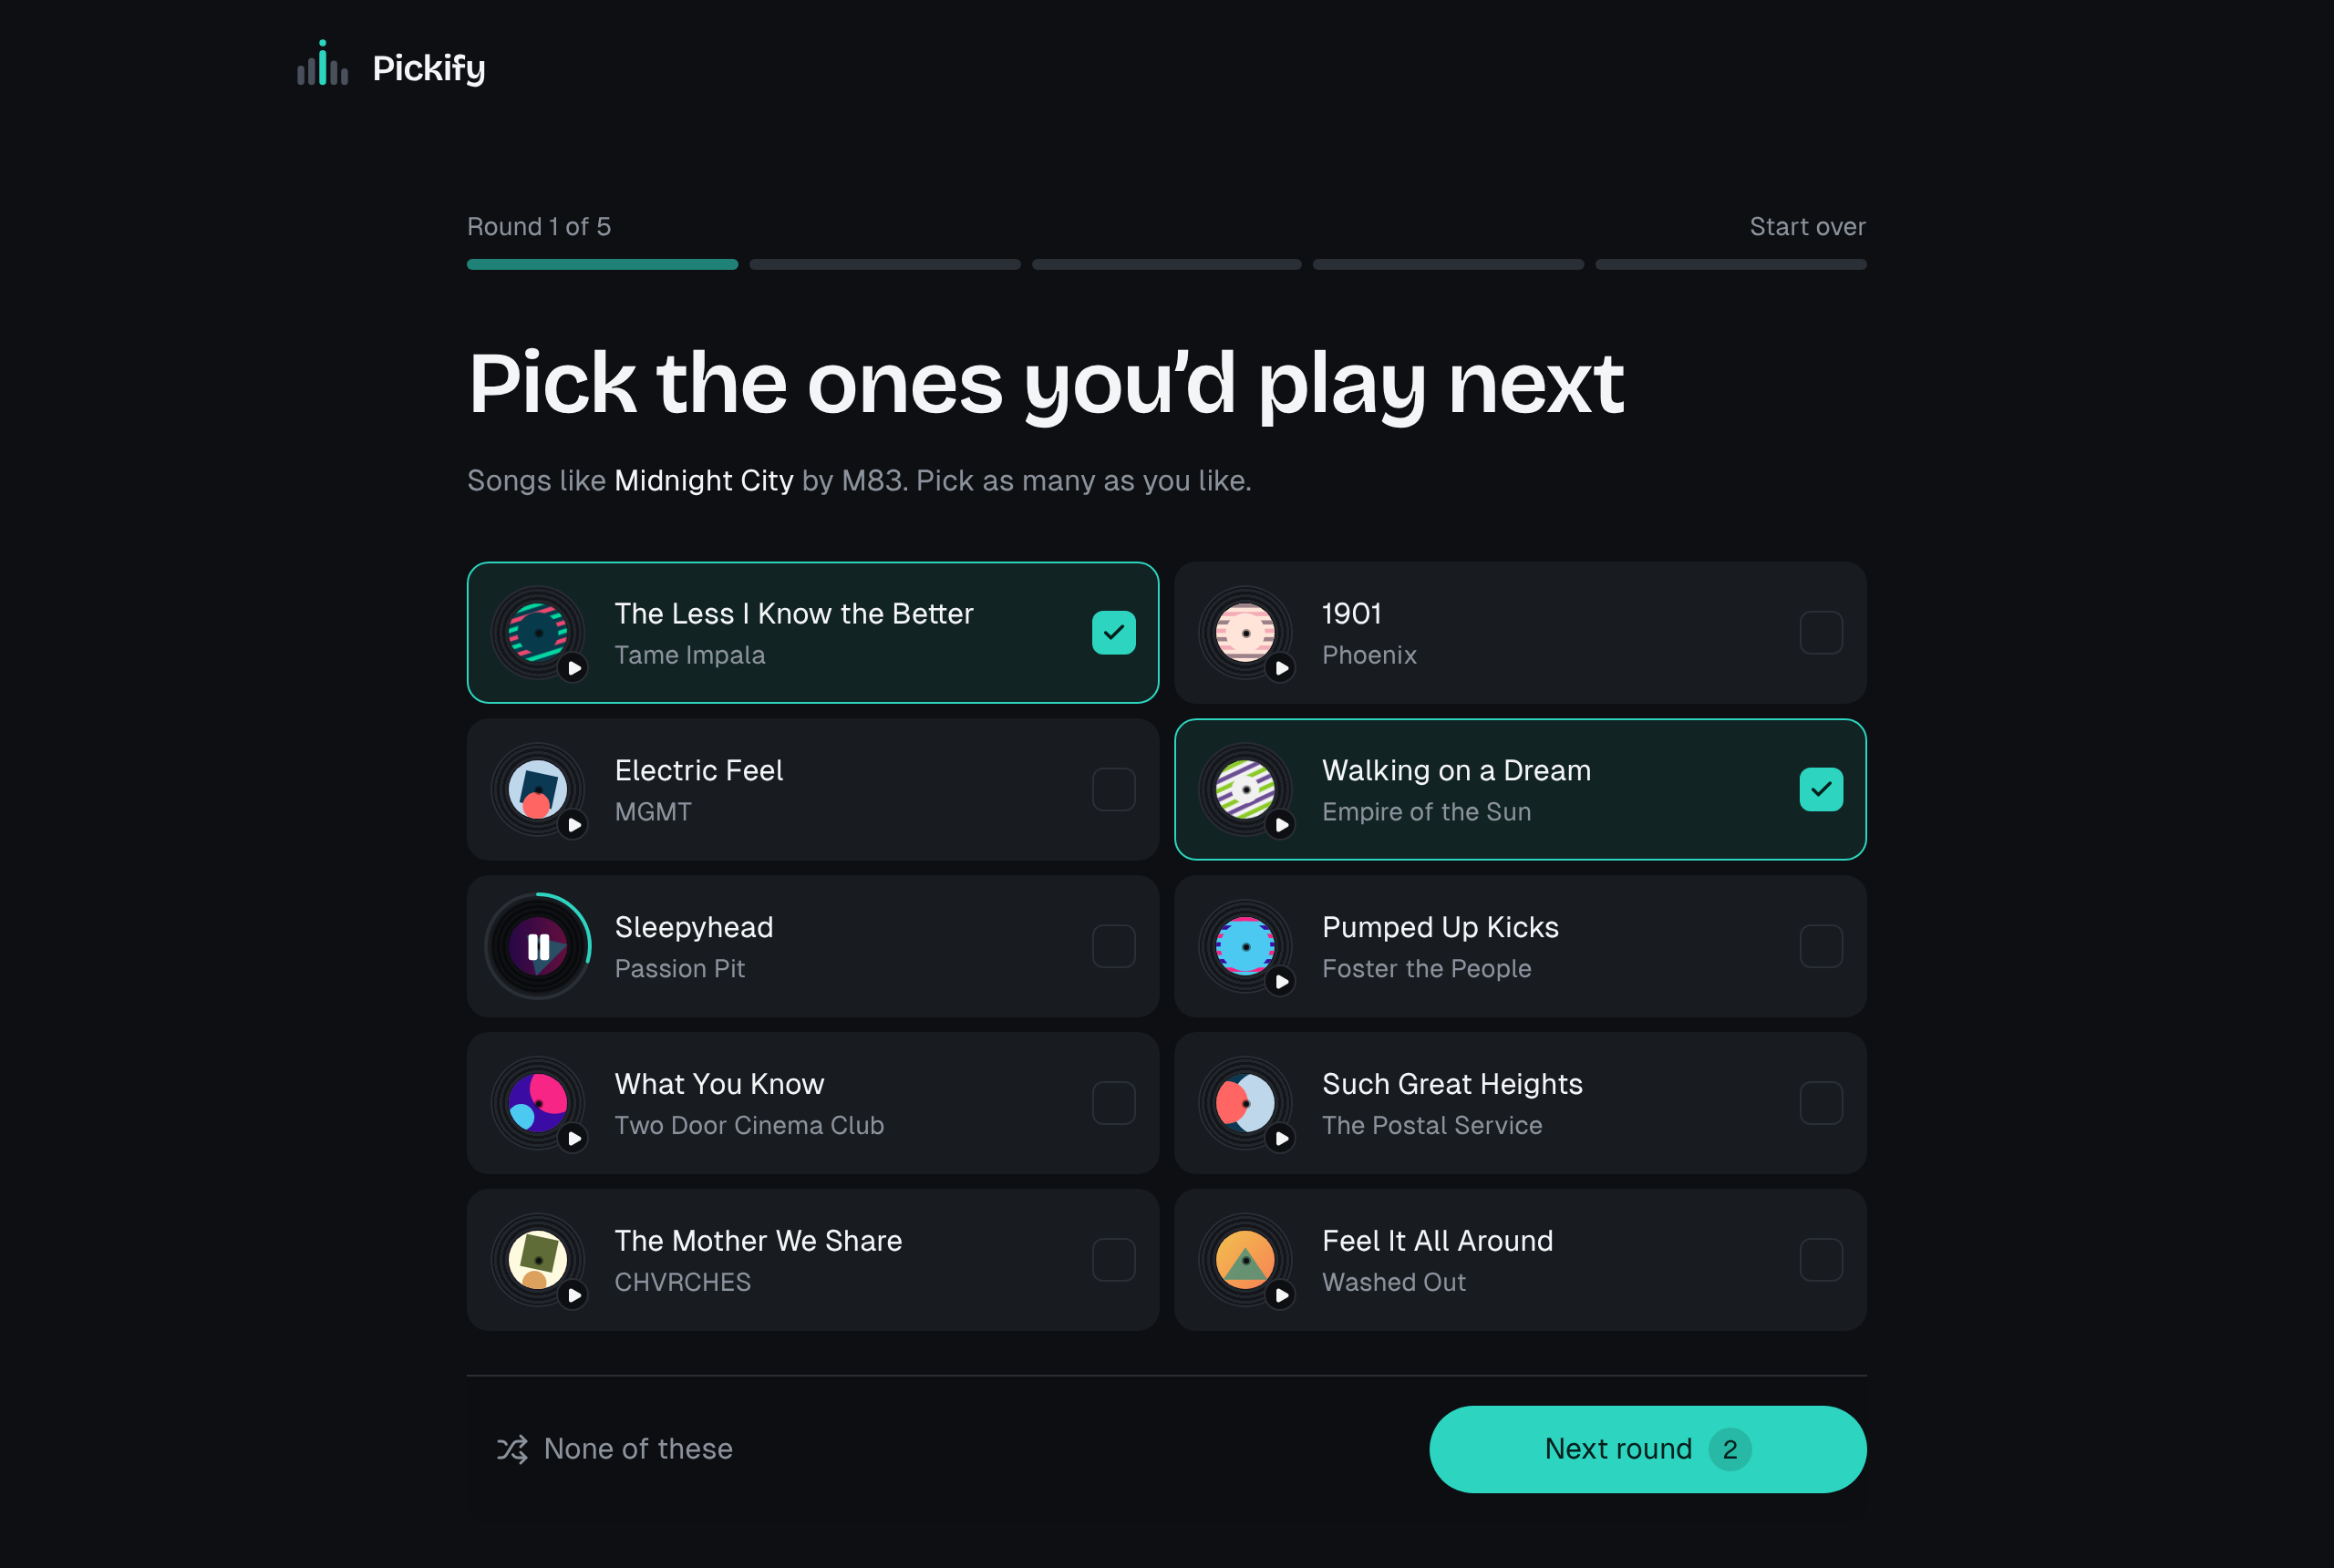 Pickify
Round 1 of 5
Start over
Pick the ones you’d play next
Songs like Midnight City by M83. Pick as many as you like.
The Less I Know the Better
Tame Impala
1901
Phoenix
Electric Feel
MGMT
Walking on a Dream
Empire of the Sun
Sleepyhead
Passion Pit
Pumped Up Kicks
Foster the People
What You Know
Two Door Cinema Club
Such Great Heights
The Postal Service
The Mother We Share
CHVRCHES
Feel It All Around
Washed Out
None of these
Next round 2